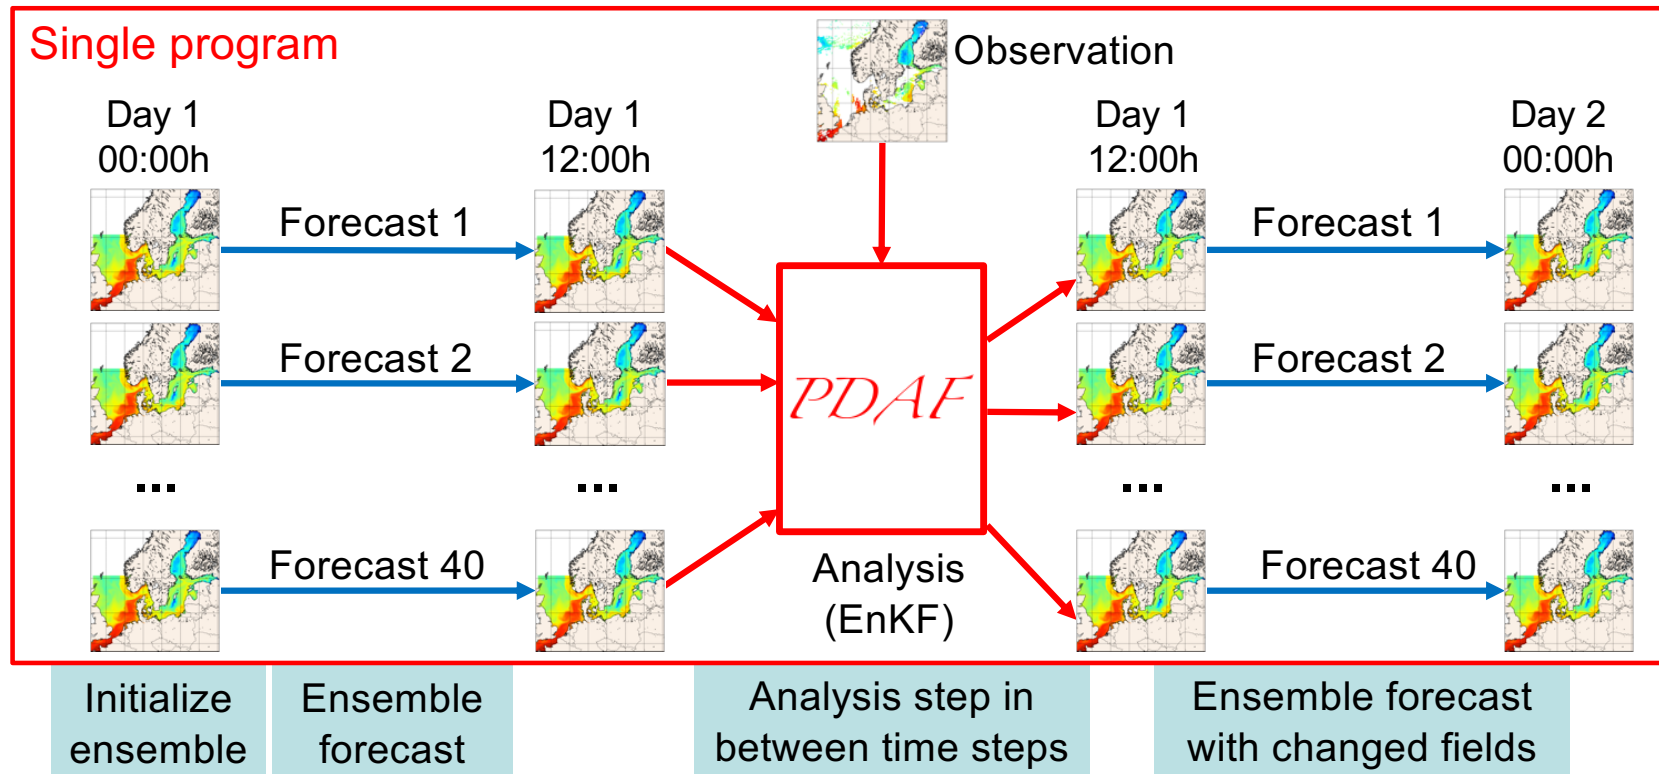 Single program
Observation
Day 1
00:00h
Day 1
12:00h
Day 1
12:00h
Day 2
00:00h
Forecast 1
Forecast 1
Forecast 2
Forecast 2
PDAF
...
...
...
...
Forecast 40
Forecast 40
Analysis
(EnKF)
Initialize
ensemble
Ensemble
forecast
Analysis step in
between time steps
Ensemble forecast
with changed fields